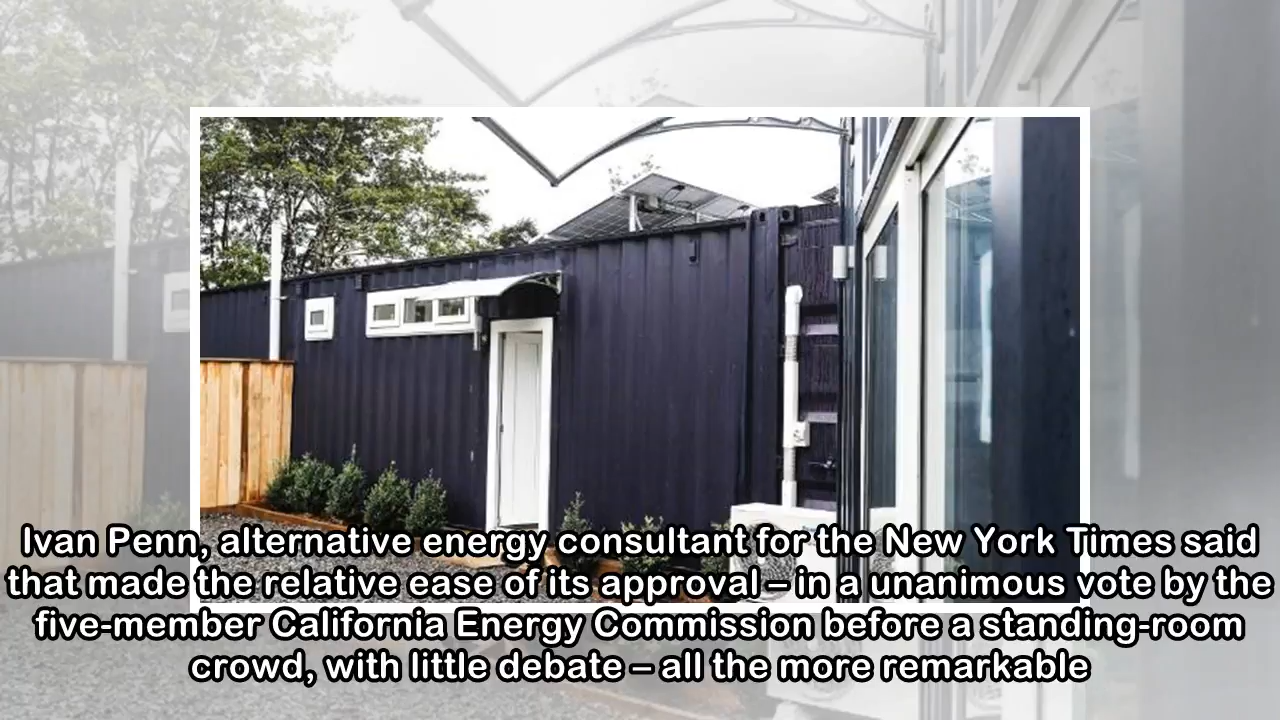 Ivan Penn, alternative energy consultant for the New York Times said
that made the relative ease of its approval – in a unanimous vote by the
five-member California Energy Commission before a standing-room
crowd, with little debate – all the more remarkable